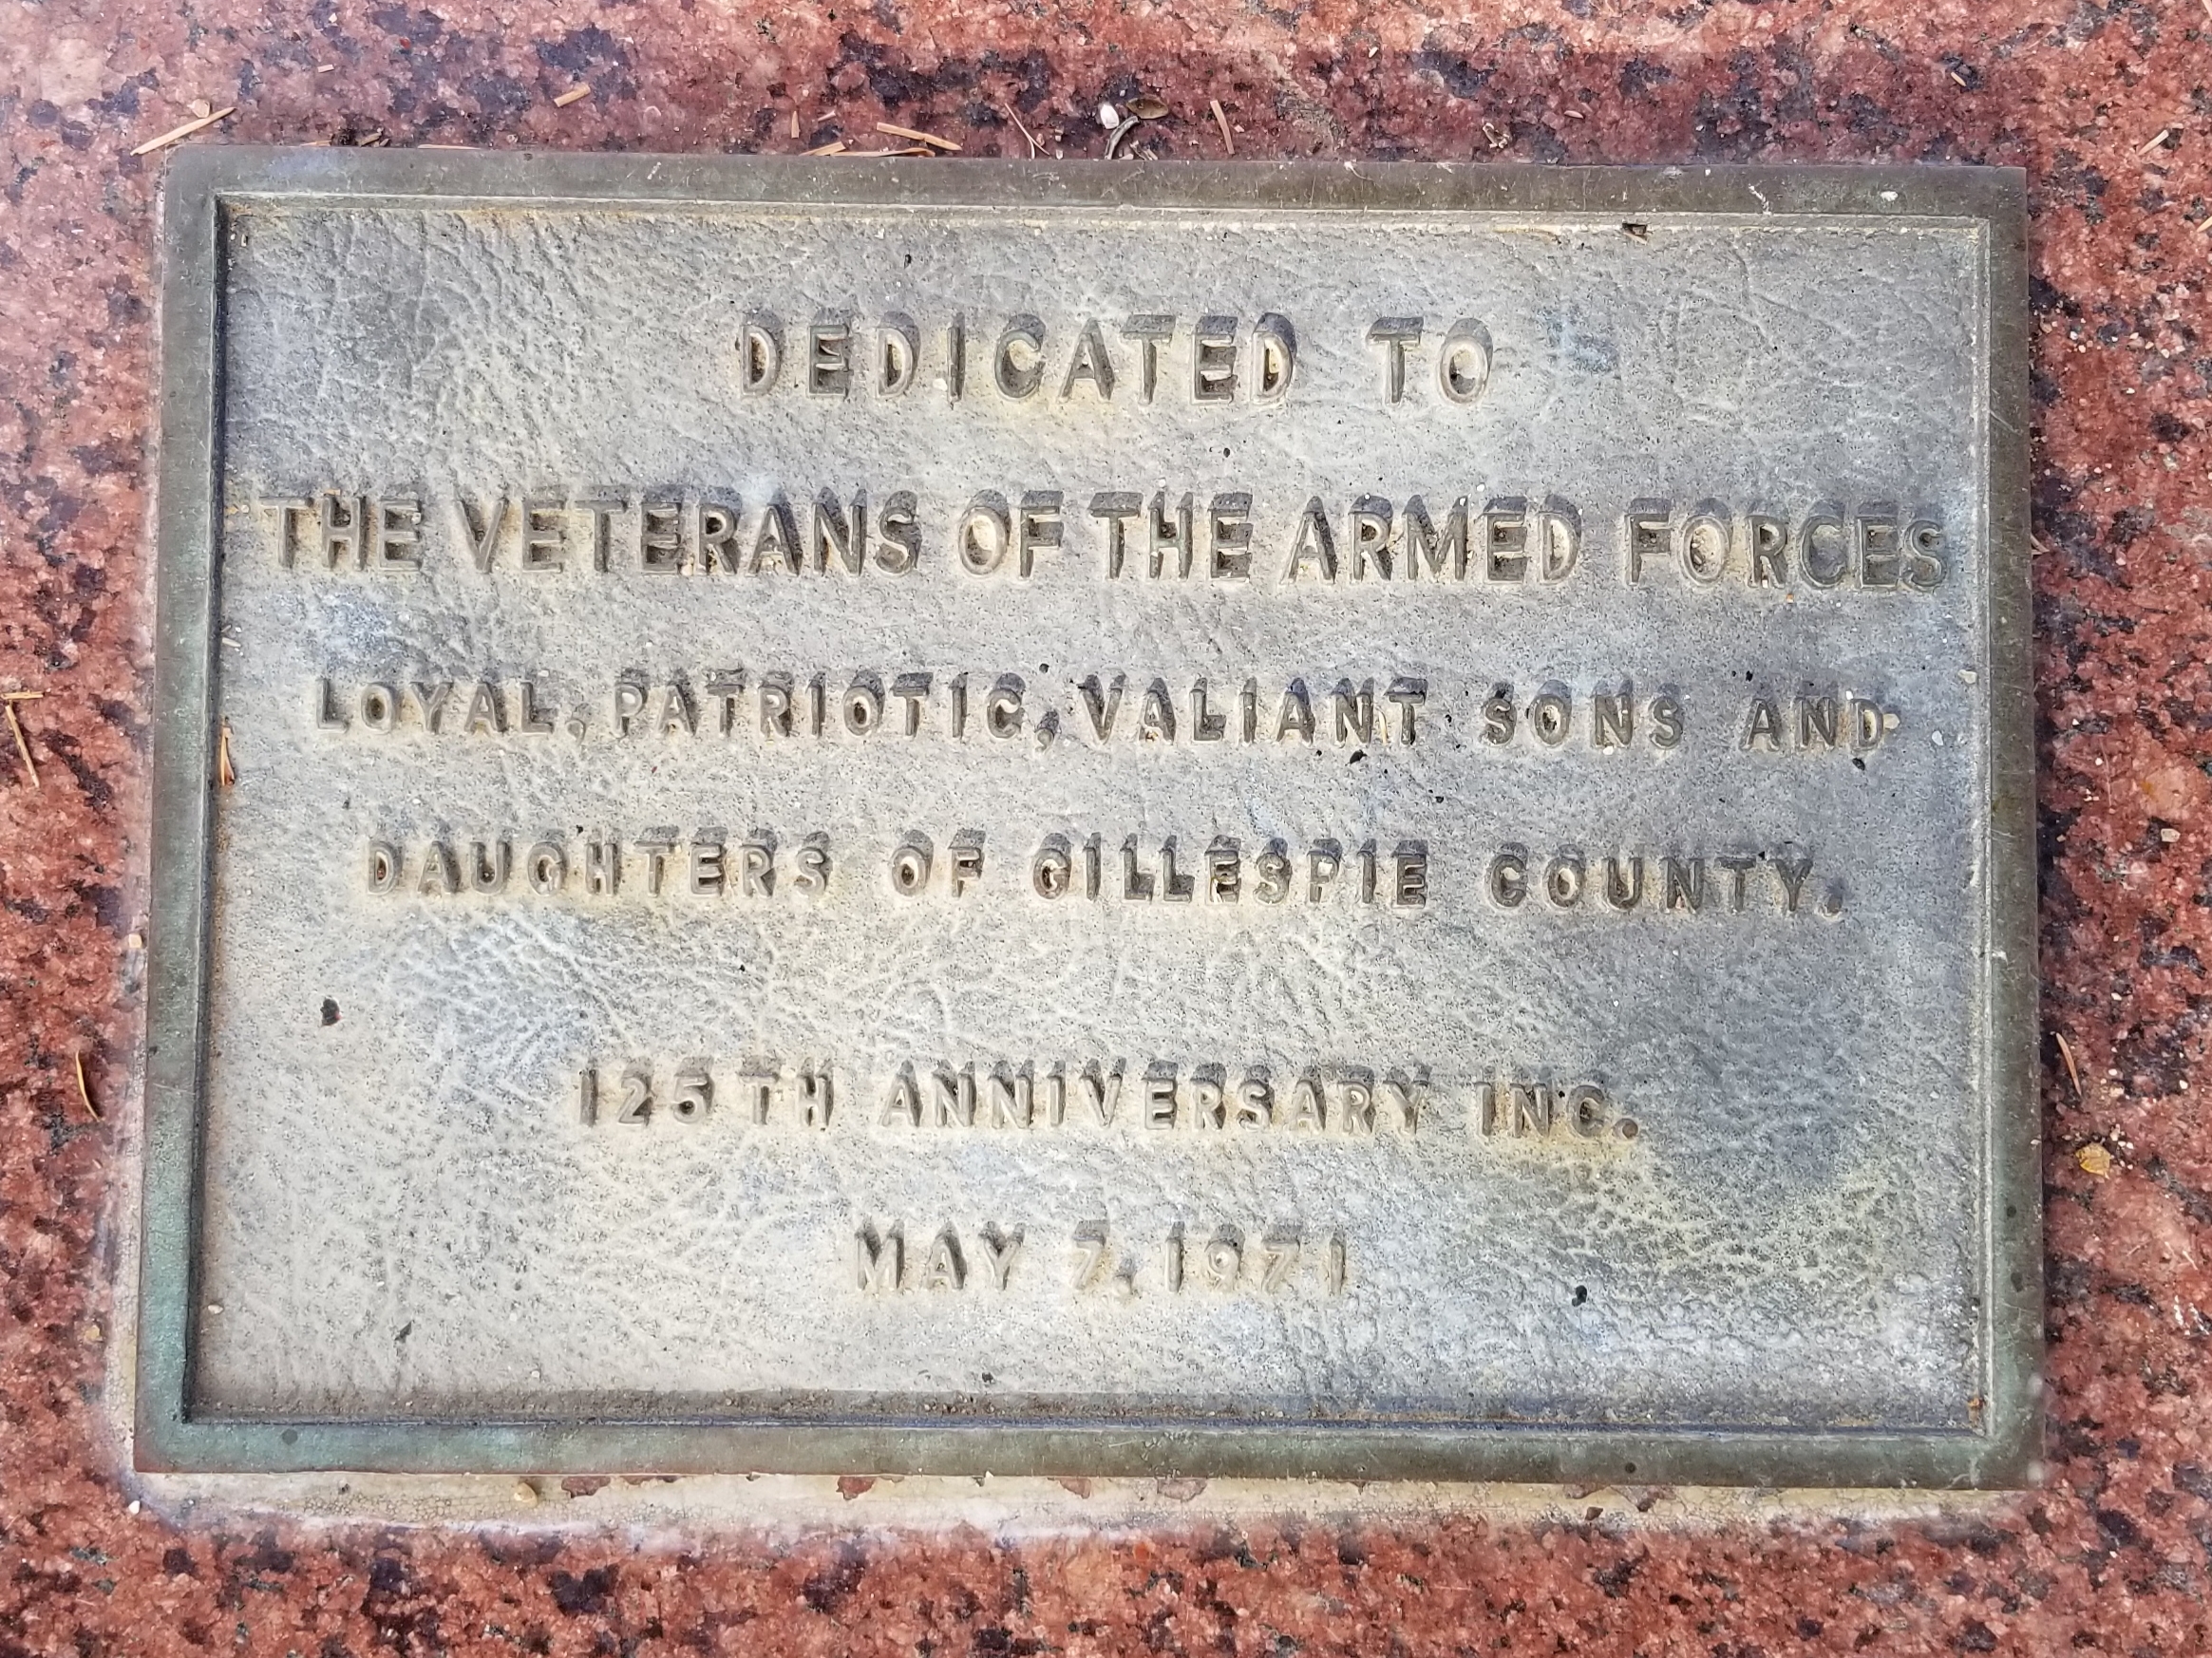 DEDICATED TO
THE VETERANS OF THE ARMED FORCES
LOYAL, PATRIOTIC, VALIANT SONS AND
DAUGHTERS OF GILLESPIE COUNTY.
125TH ANNIVERSARY INC.
MAY 7, 1971